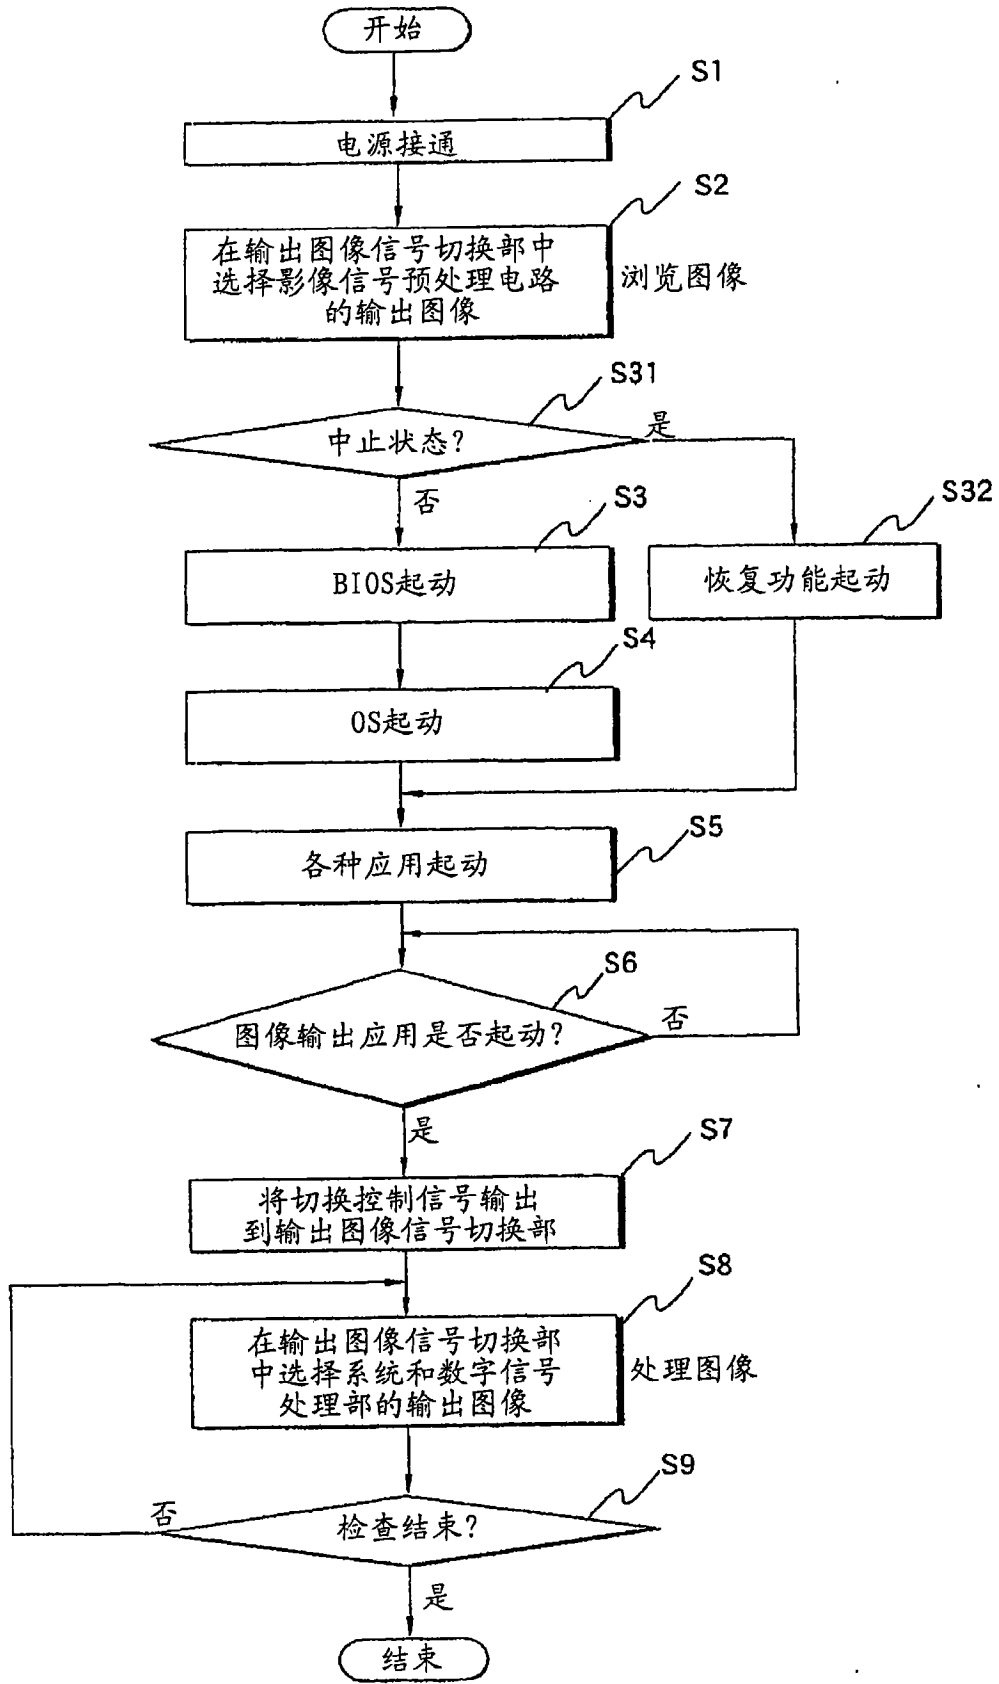 开始
S1
电源接通
S2
在输出图像信号切换部中
选择影像信号预处理电路
的输出图像
浏览图像
S31
中止状态?
是
否
S3
S32
BIOS起动
恢复功能起动
S4
OS起动
S5
各种应用起动
S6
图像输出应用是否起动?
否
是
S7
将切换控制信号输出
到输出图像信号切换部
S8
在输出图像信号切换部
中选择系统和数字信号
处理部的输出图像
处理图像
S9
检查结束?
否
是
结束